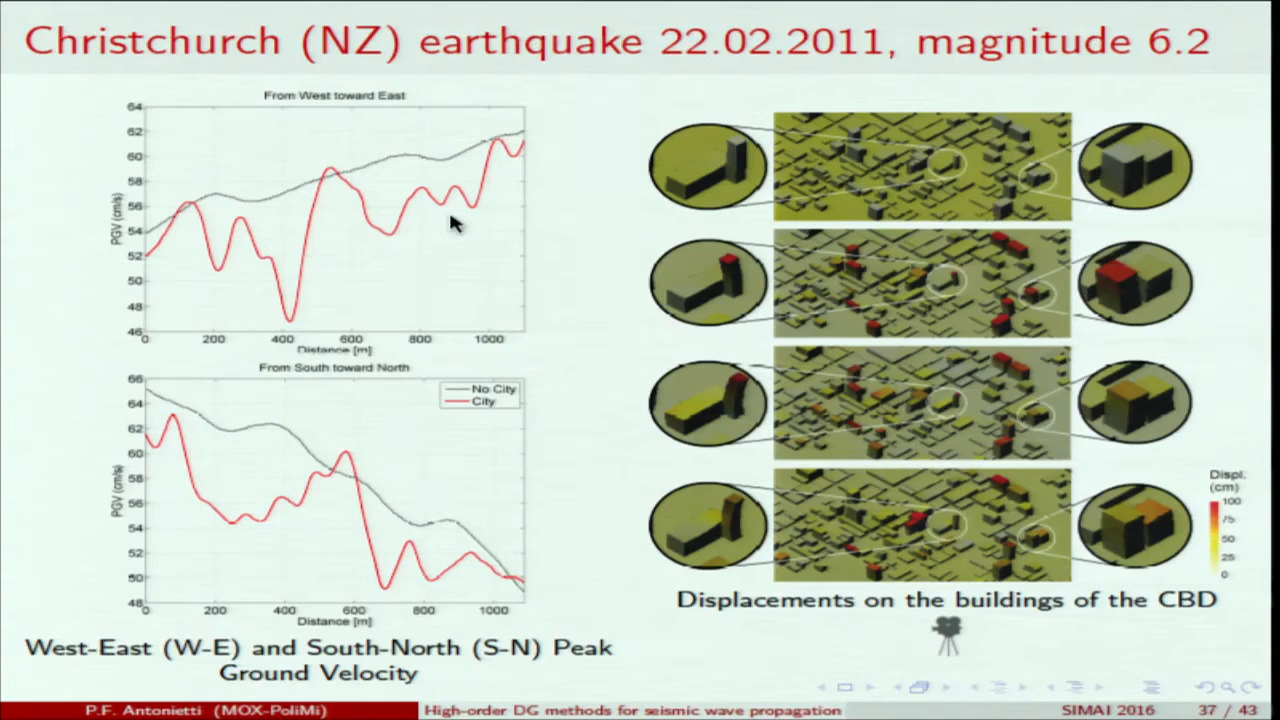 Christchurch (NZ) earthquake 22.02.2011, magnitude 6.2
From West toward East
64
62
60
58
56
54
52
50
48
46
PGV (cm/s)
0 200 400 600 800 1000
Distance [m]
From South toward North
66
64
62
60
58
56
54
52
50
48
PGV (cm/s)
No City
City
0 200 400 600 800 1000
Distance [m]
West-East (W-E) and South-North (S-N) Peak
Ground Velocity
Displ.
(cm)
100
75
50
25
0
Displacements on the buildings of the CBD
P.F. Antonietti (MOX-PoliMi)
High-order DG methods for seismic wave propagation
SIMAI 2016
37 / 43